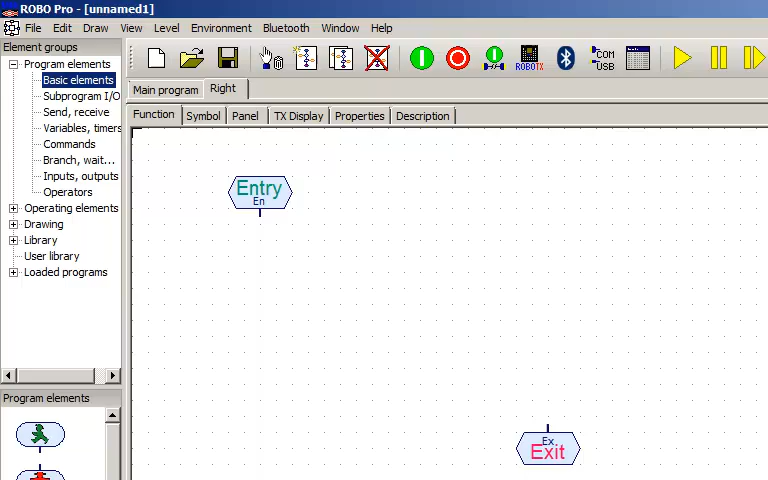 ROBO Pro - [unnamed1]
File Edit Draw View Level Environment Bluetooth Window Help
Element groups
Program elements
Basic elements
Subprogram I/O
Send, receive
Variables, timers
Commands
Branch, wait...
Inputs, outputs
Operators
Operating elements
Drawing
Library
User library
Loaded programs
Program elements
ROBOTX
COM
USB
Main program Right
Function Symbol Panel TX Display Properties Description
Entry
En
Ex.
Exit